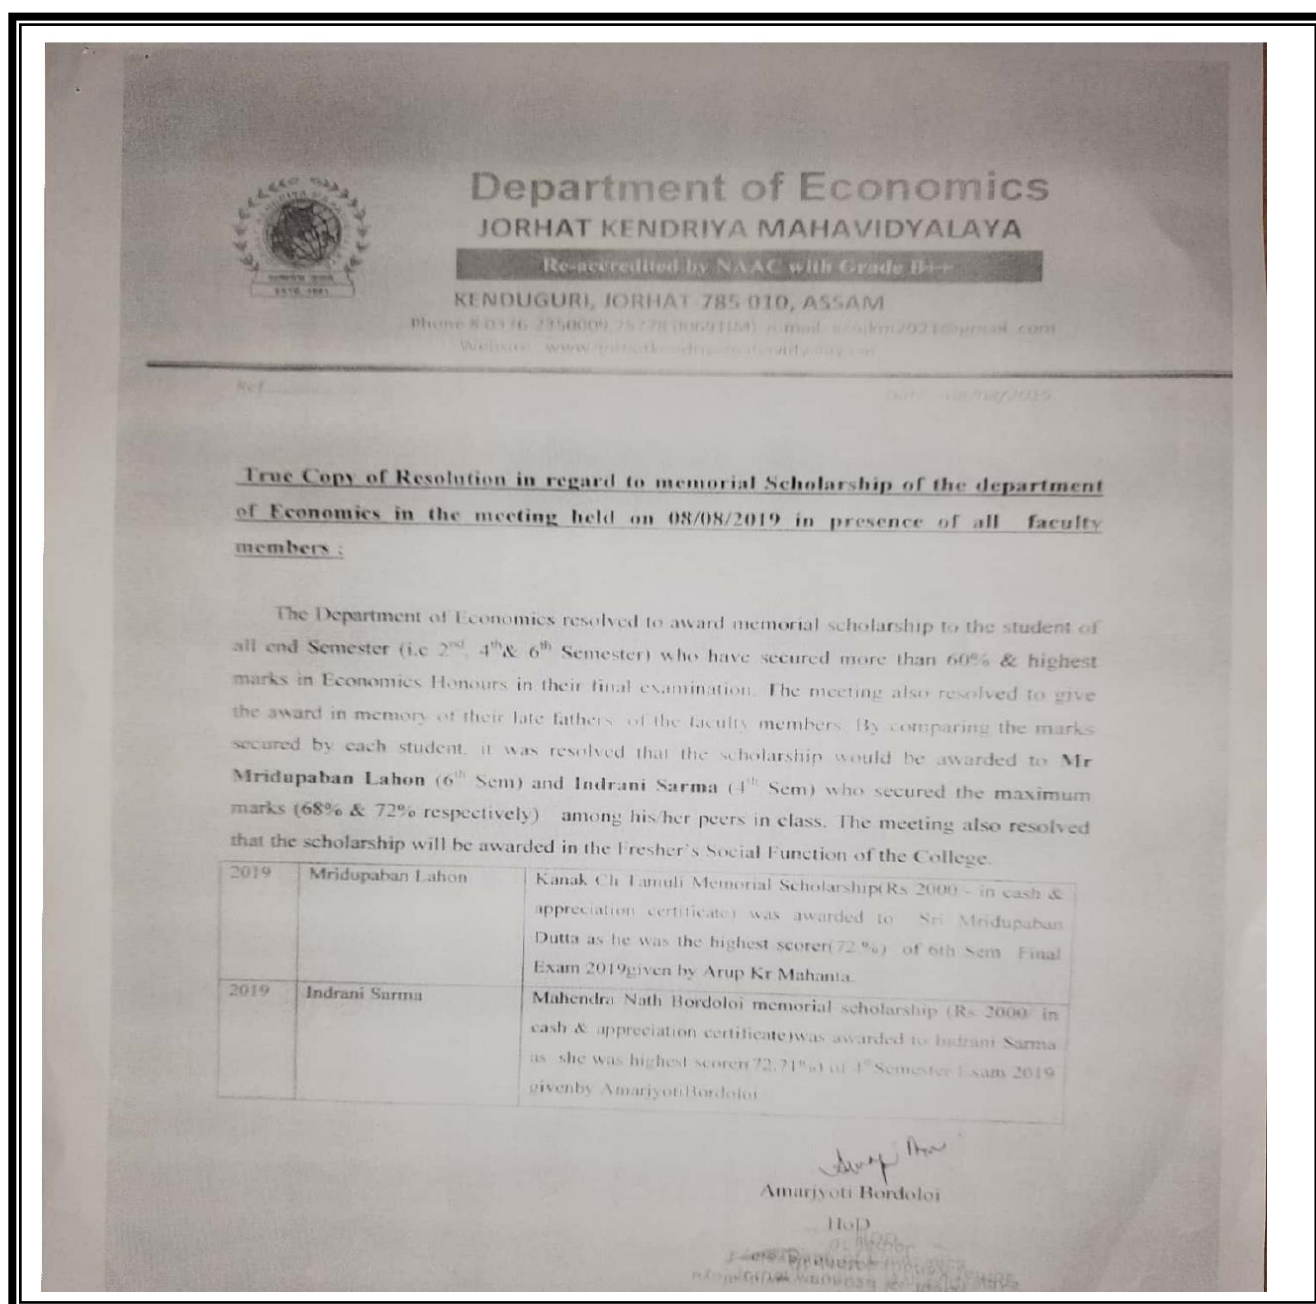 Department of Economics
JORHAT KENDRIYA MAHAVIDYALAYA
Re-accredited by NAAC with Grade B++
KENDUGURI, JORHAT 785 010, ASSAM
Phone
Website www
Ref
08/08/2019
True Copy of Resolution in regard to memorial Scholarship of the department
of Economics in the meeting held on 08/08/2019 in presence of all faculty
members :
The Department of Economics resolved to award memorial scholarship to the student of
all end Semester (i.e 2nd, 4th& 6th Semester) who have secured more than 60% & highest
marks in Economics Honours in their final examination. The meeting also resolved to give
the award in memory of their late fathers of the faculty members. By comparing the marks
secured by each student, it was resolved that the scholarship would be awarded to Mr
Mridupaban Lahon (6th Sem) and Indrani Sarma (4th Sem) who secured the maximum
marks (68% & 72% respectively) among his/her peers in class. The meeting also resolved
that the scholarship will be awarded in the Fresher's Social Function of the College.
2019 Mridupaban Lahon Kanak Ch Tamuli Memorial Scholarship(Rs 2000 - in cash &
appreciation certificate) was awarded to Sri Mridupaban
Dutta as he was the highest scorer(72.%) of 6th Sem Final
Exam 2019given by Arup Kr Mahanta.
2019 Indrani Sarma Mahendra Nath Bordoloi memorial scholarship (Rs 2000/ in
cash & appreciation certificate)was awarded to Indrani Sarma
as she was highest scorer(72.71%) of 4th Semester Exam 2019
givenby AmarjyotiBordoloi
Amarjyoti Bordoloi
HoD